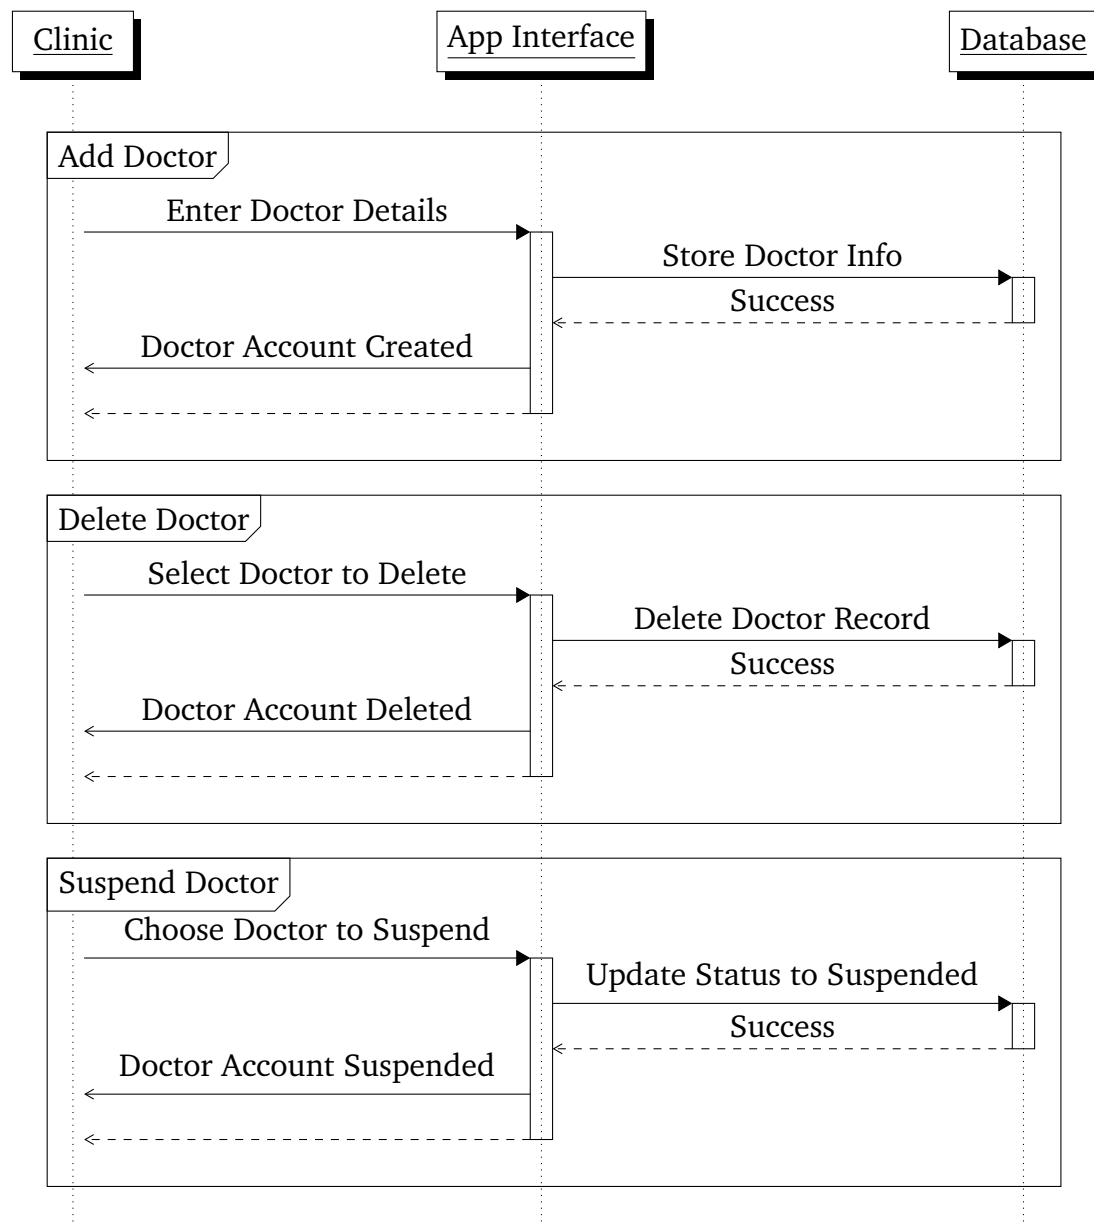 Clinic
App Interface
Database
Add Doctor
Enter Doctor Details
Store Doctor Info
Success
Doctor Account Created
Delete Doctor
Select Doctor to Delete
Delete Doctor Record
Success
Doctor Account Deleted
Suspend Doctor
Choose Doctor to Suspend
Update Status to Suspended
Success
Doctor Account Suspended